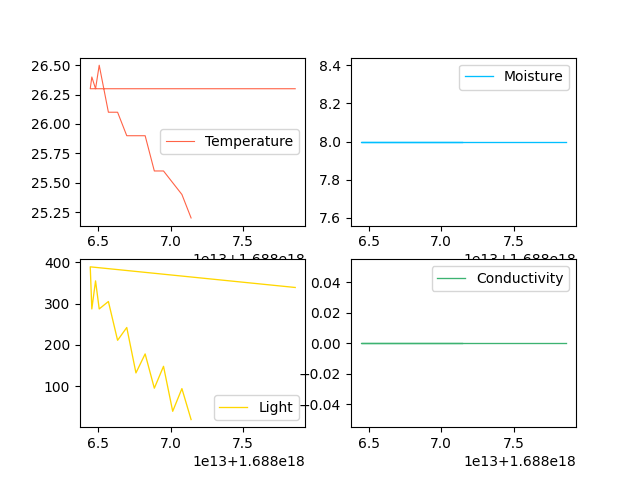 26.50
26.25
26.00
25.75
25.50
25.25
Temperature
6.5 7.0 7.5
1e13+1.688e18
8.4
8.2
8.0
7.8
7.6
Moisture
6.5 7.0 7.5
1e13+1.688e18
400
300
200
100
Light
6.5 7.0 7.5
1e13+1.688e18
0.04
0.02
0.00
−0.02
−0.04
Conductivity
6.5 7.0 7.5
1e13+1.688e18